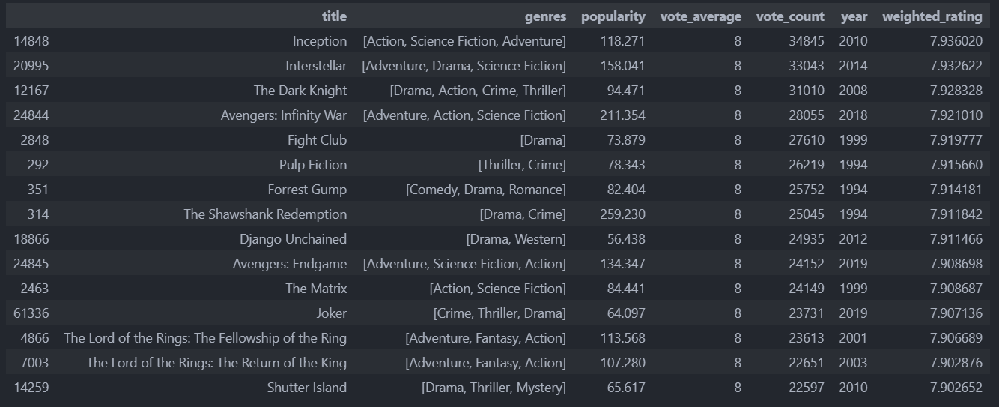 title genres popularity vote_average vote_count year weighted_rating
14848 Inception [Action, Science Fiction, Adventure] 118.271 8 34845 2010 7.936020
20995 Interstellar [Adventure, Drama, Science Fiction] 158.041 8 33043 2014 7.932622
12167 The Dark Knight [Drama, Action, Crime, Thriller] 94.471 8 31010 2008 7.928328
24844 Avengers: Infinity War [Adventure, Action, Science Fiction] 211.354 8 28055 2018 7.921010
2848 Fight Club [Drama] 73.879 8 27610 1999 7.919777
292 Pulp Fiction [Thriller, Crime] 78.343 8 26219 1994 7.915660
351 Forrest Gump [Comedy, Drama, Romance] 82.404 8 25752 1994 7.914181
314 The Shawshank Redemption [Drama, Crime] 259.230 8 25045 1994 7.911842
18866 Django Unchained [Drama, Western] 56.438 8 24935 2012 7.911466
24845 Avengers: Endgame [Adventure, Science Fiction, Action] 134.347 8 24152 2019 7.908698
2463 The Matrix [Action, Science Fiction] 84.441 8 24149 1999 7.908687
61336 Joker [Crime, Thriller, Drama] 64.097 8 23731 2019 7.907136
4866 The Lord of the Rings: The Fellowship of the Ring [Adventure, Fantasy, Action] 113.568 8 23613 2001 7.906689
7003 The Lord of the Rings: The Return of the King [Adventure, Fantasy, Action] 107.280 8 22651 2003 7.902876
14259 Shutter Island [Drama, Thriller, Mystery] 65.617 8 22597 2010 7.902652